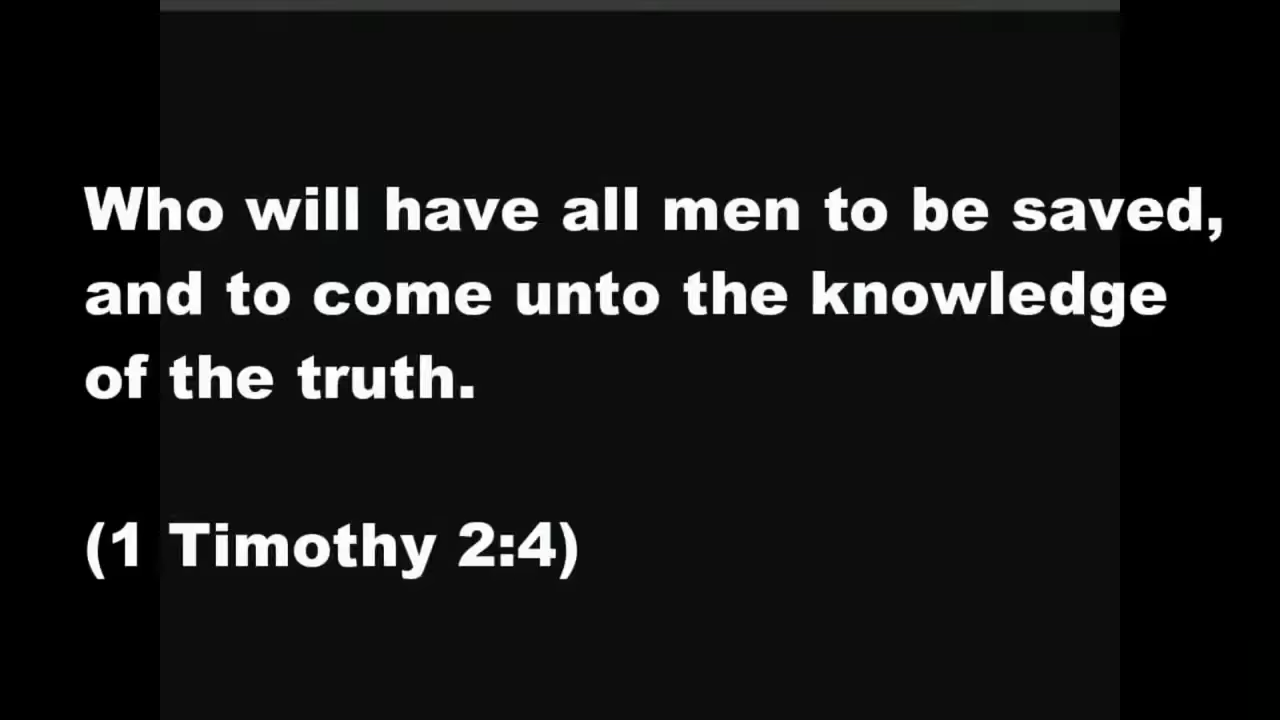 Who will have all men to be saved,
and to come unto the knowledge
of the truth.
(1 Timothy 2:4)